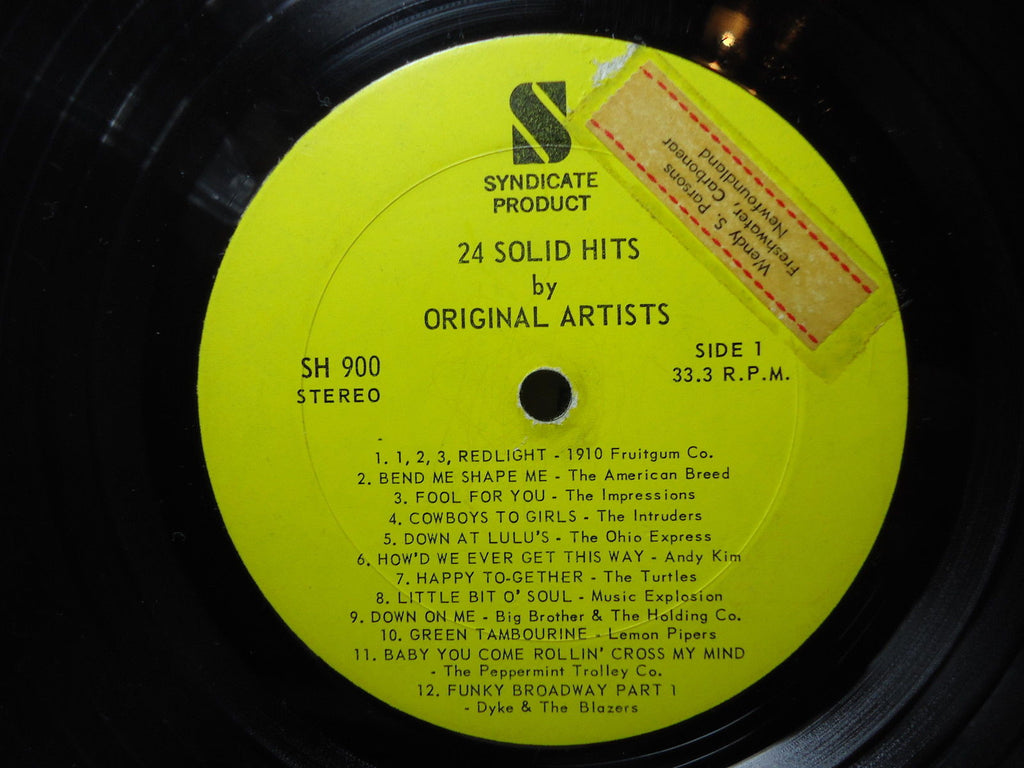 S
SYNDICATE
PRODUCT
24 SOLID HITS
by
ORIGINAL ARTISTS
SH 900
STEREO
SIDE 1
33.3 R.P.M.
1. 1, 2, 3, REDLIGHT - 1910 Fruitgum Co.
2. BEND ME SHAPE ME - The American Breed
3. FOOL FOR YOU - The Impressions
4. COWBOYS TO GIRLS - The Intruders
5. DOWN AT LULU'S - The Ohio Express
6. HOW'D WE EVER GET THIS WAY - Andy Kim
7. HAPPY TO-GETHER - The Turtles
8. LITTLE BIT O' SOUL - Music Explosion
9. DOWN ON ME - Big Brother & The Holding Co.
10. GREEN TAMBOURINE - Lemon Pipers
11. BABY YOU COME ROLLIN' CROSS MY MIND
- The Peppermint Trolley Co.
12. FUNKY BROADWAY PART 1
- Dyke & The Blazers
Wendy S. Parsons
Freshwater, Carbonear
Newfoundland